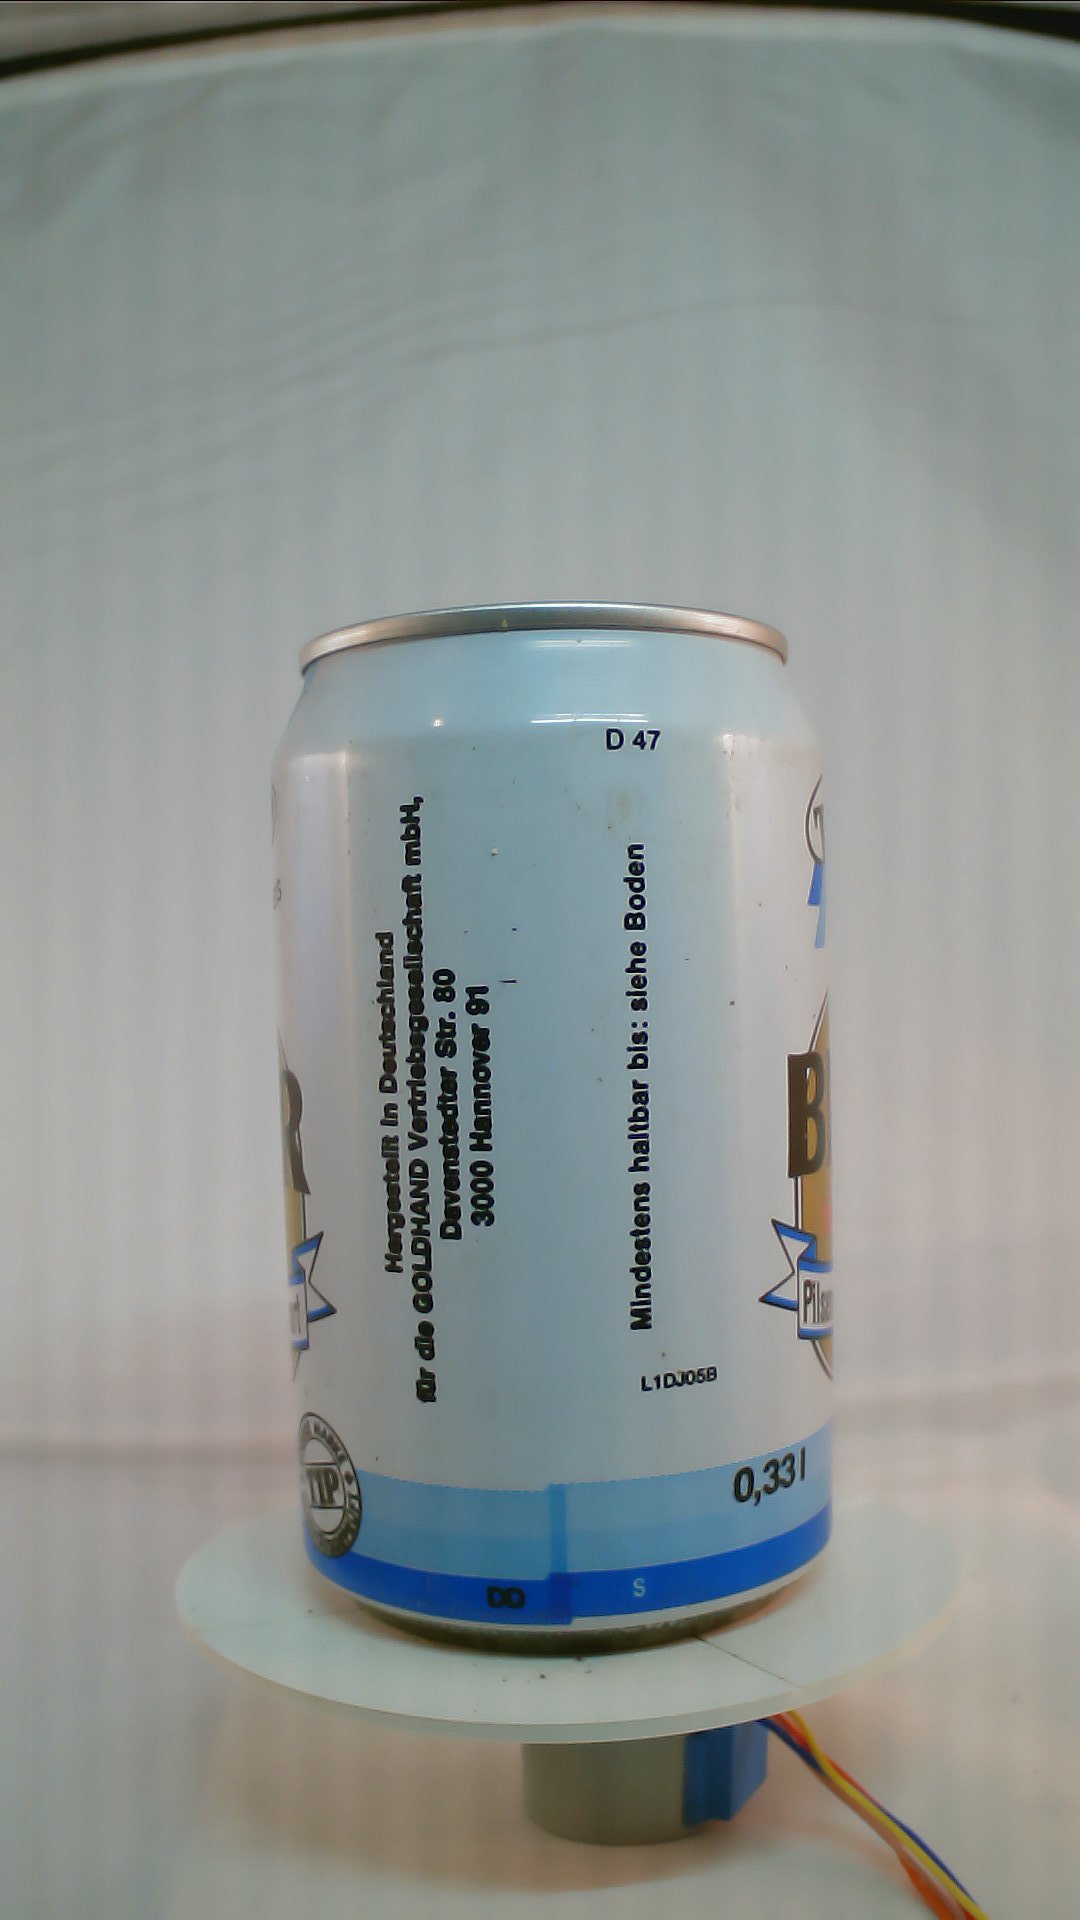 D 47
Hergestellt in Deutschland
für die GOLDHAND Vertriebsgesellschaft mbH,
Davenstedter Str. 80
3000 Hannover 91
Mindestens haltbar bis: siehe Boden
L1DJ05B
0,33 l
TIP
DD
S